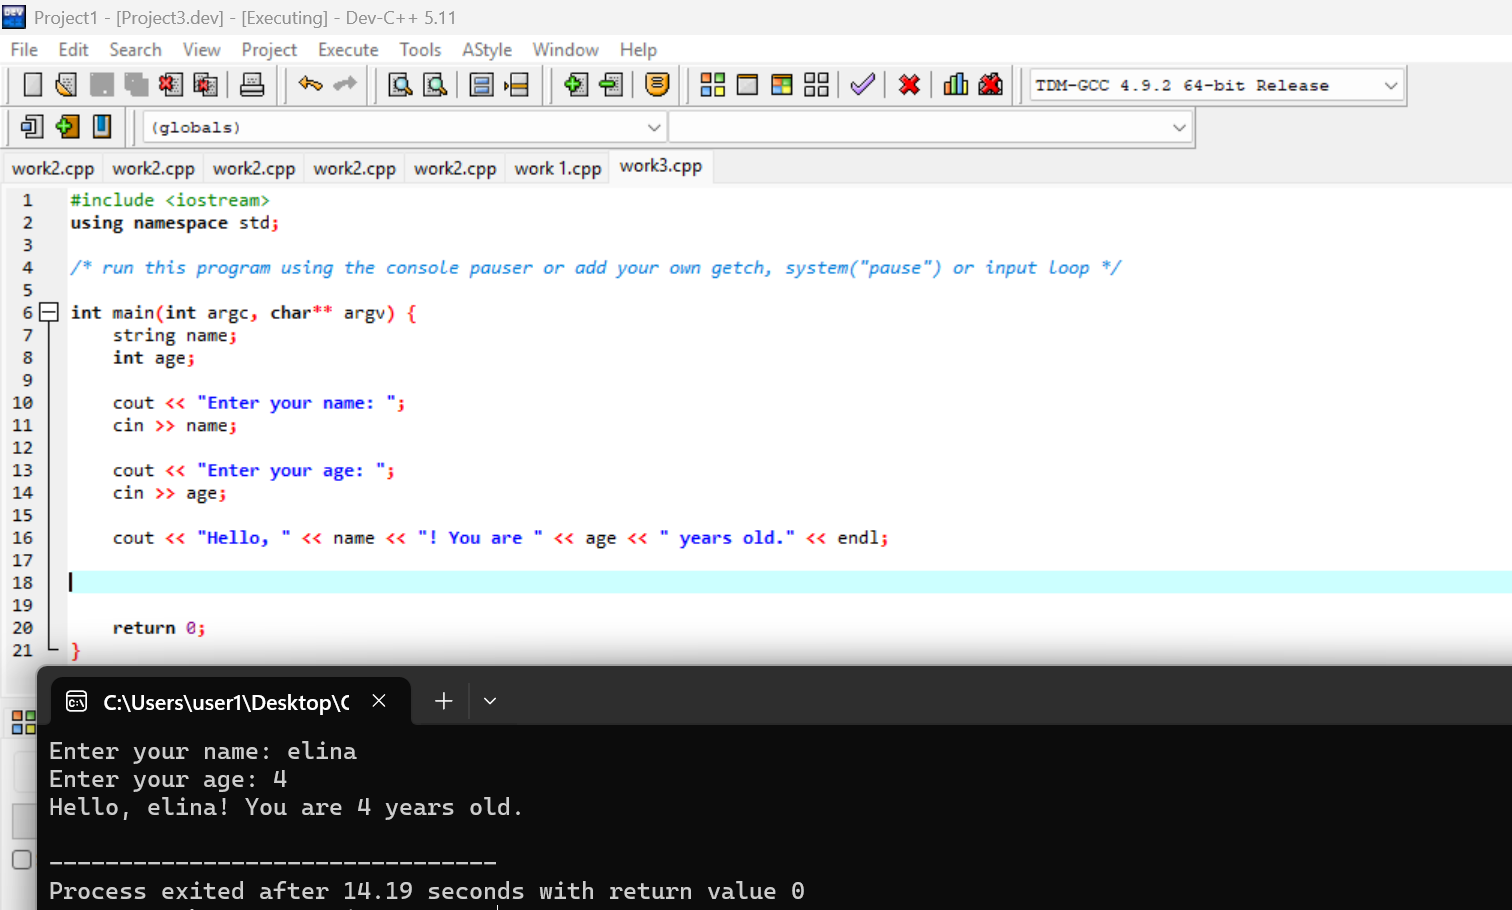 Project1 - [Project3.dev] - [Executing] - Dev-C++ 5.11
File Edit Search View Project Execute Tools AStyle Window Help
TDM-GCC 4.9.2 64-bit Release
(globals)
work2.cpp work2.cpp work2.cpp work2.cpp work2.cpp work 1.cpp work3.cpp
1 #include <iostream>
2 using namespace std;
3
4 /* run this program using the console pauser or add your own getch, system("pause") or input loop */
5
6 int main(int argc, char** argv) {
7 string name;
8 int age;
9
10 cout << "Enter your name: ";
11 cin >> name;
12
13 cout << "Enter your age: ";
14 cin >> age;
15
16 cout << "Hello, " << name << "! You are " << age << " years old." << endl;
17
18
19
20 return 0;
21 }
C:\Users\user1\Desktop\C
Enter your name: elina
Enter your age: 4
Hello, elina! You are 4 years old.
--------------------------------
Process exited after 14.19 seconds with return value 0